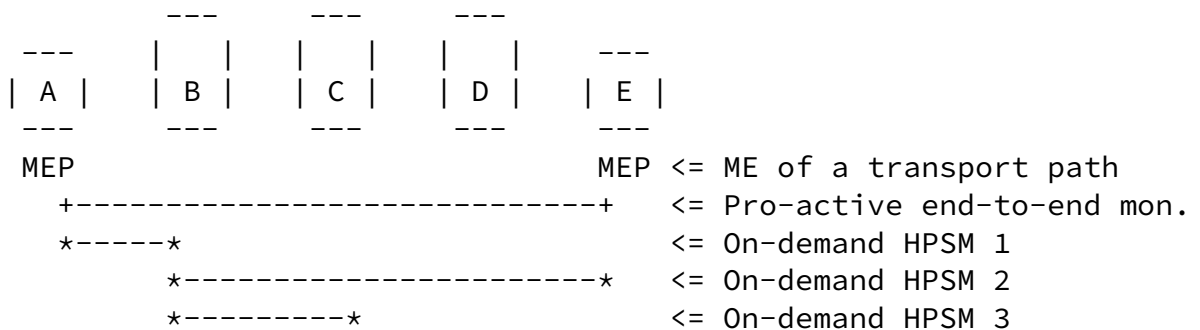 --- --- ---
--- | | | | | | ---
| A | | B | | C | | D | | E |
--- --- --- --- ---
MEP MEP <= ME of a transport path
+-----------------------------+ <= Pro-active end-to-end mon.
*-----* <= On-demand HPSM 1
*-----------------------* <= On-demand HPSM 2
*---------* <= On-demand HPSM 3